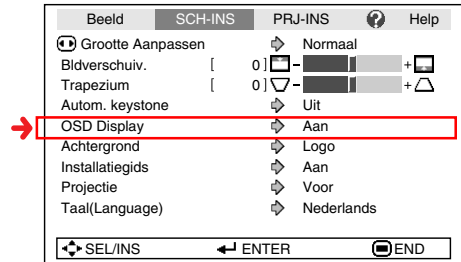 Beeld SCH-INS PRJ-INS ? Help
Grootte Aanpassen Normaal
Bldverschuiv. [ 0 ] - +
Trapezium [ 0 ] - +
Autom. keystone Uit
OSD Display Aan
Achtergrond Logo
Installatiegids Aan
Projectie Voor
Taal(Language) Nederlands
SEL/INS ENTER END